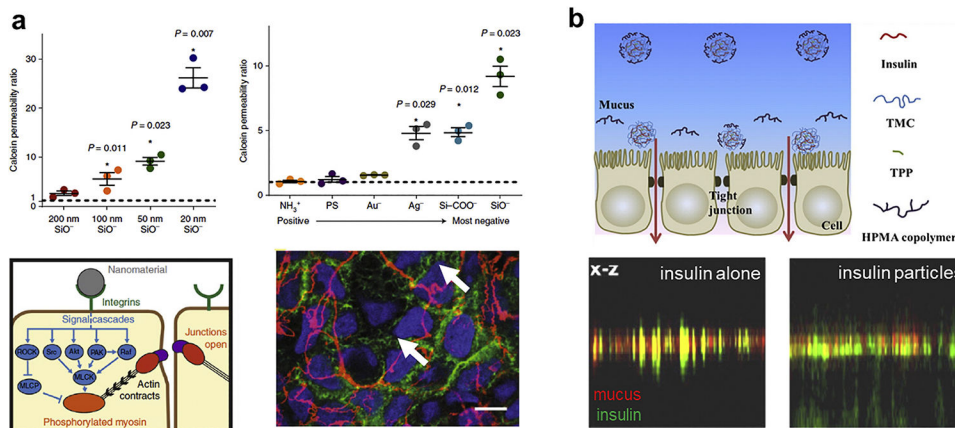 a
Calcein permeability ratio
30
20
10
0
P = 0.007
*
P = 0.023
*
P = 0.011
*
200 nm 100 nm 50 nm 20 nm
SiO⁻ SiO⁻ SiO⁻ SiO⁻
Calcein permeability ratio
10
5
0
P = 0.023
*
P = 0.012
*
P = 0.029
*
NH₃⁺ PS Au⁻ Ag⁻ Si–COO⁻ SiO⁻
Positive Most negative
Nanomaterial
Integrins
Signal cascades
ROCK Src Akt PAK Raf
MLCP
MLCK
Phosphorylated myosin
Actin
contracts
Junctions
open
b
Mucus
Tight
junction
Cell
Insulin
TMC
TPP
HPMA copolymer
x-z
insulin alone
mucus
insulin
insulin particles